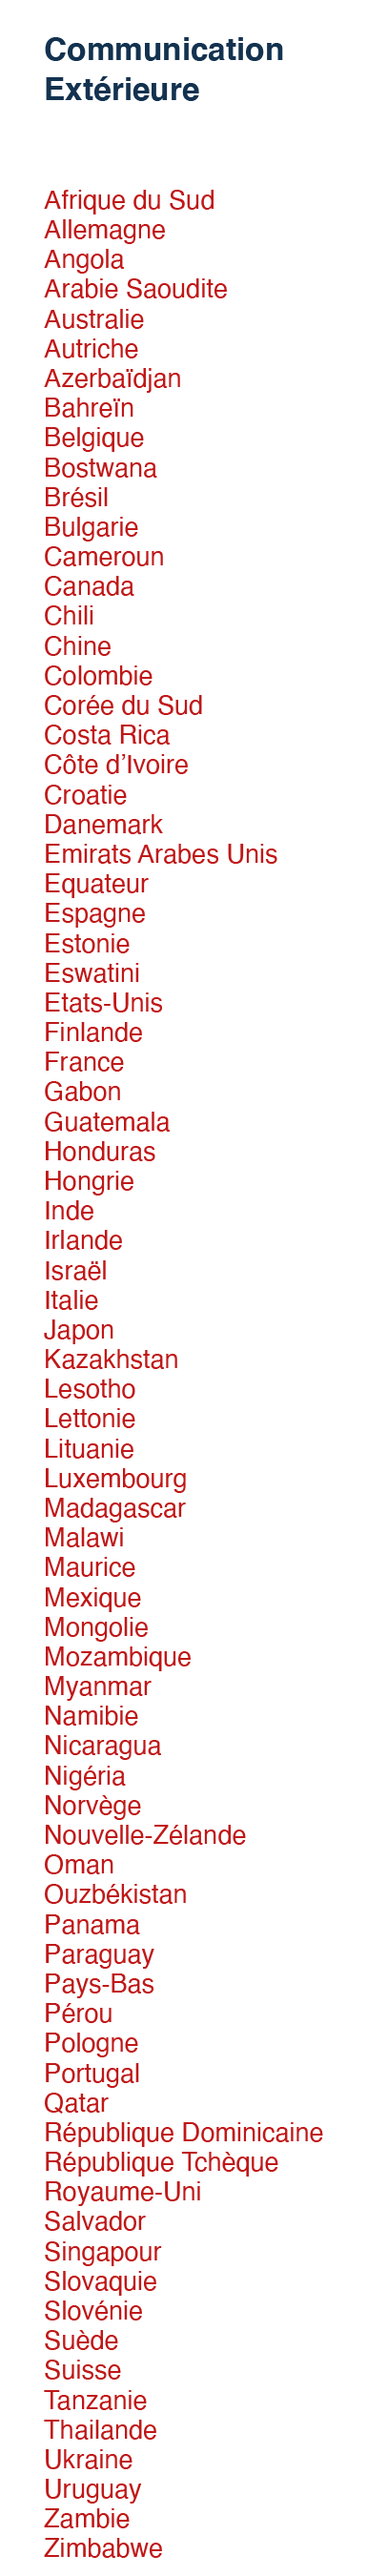 Communication
Extérieure
Afrique du Sud
Allemagne
Angola
Arabie Saoudite
Australie
Autriche
Azerbaïdjan
Bahreïn
Belgique
Bostwana
Brésil
Bulgarie
Cameroun
Canada
Chili
Chine
Colombie
Corée du Sud
Costa Rica
Côte d’Ivoire
Croatie
Danemark
Emirats Arabes Unis
Equateur
Espagne
Estonie
Eswatini
Etats-Unis
Finlande
France
Gabon
Guatemala
Honduras
Hongrie
Inde
Irlande
Israël
Italie
Japon
Kazakhstan
Lesotho
Lettonie
Lituanie
Luxembourg
Madagascar
Malawi
Maurice
Mexique
Mongolie
Mozambique
Myanmar
Namibie
Nicaragua
Nigéria
Norvège
Nouvelle-Zélande
Oman
Ouzbékistan
Panama
Paraguay
Pays-Bas
Pérou
Pologne
Portugal
Qatar
République Dominicaine
République Tchèque
Royaume-Uni
Salvador
Singapour
Slovaquie
Slovénie
Suède
Suisse
Tanzanie
Thailande
Ukraine
Uruguay
Zambie
Zimbabwe